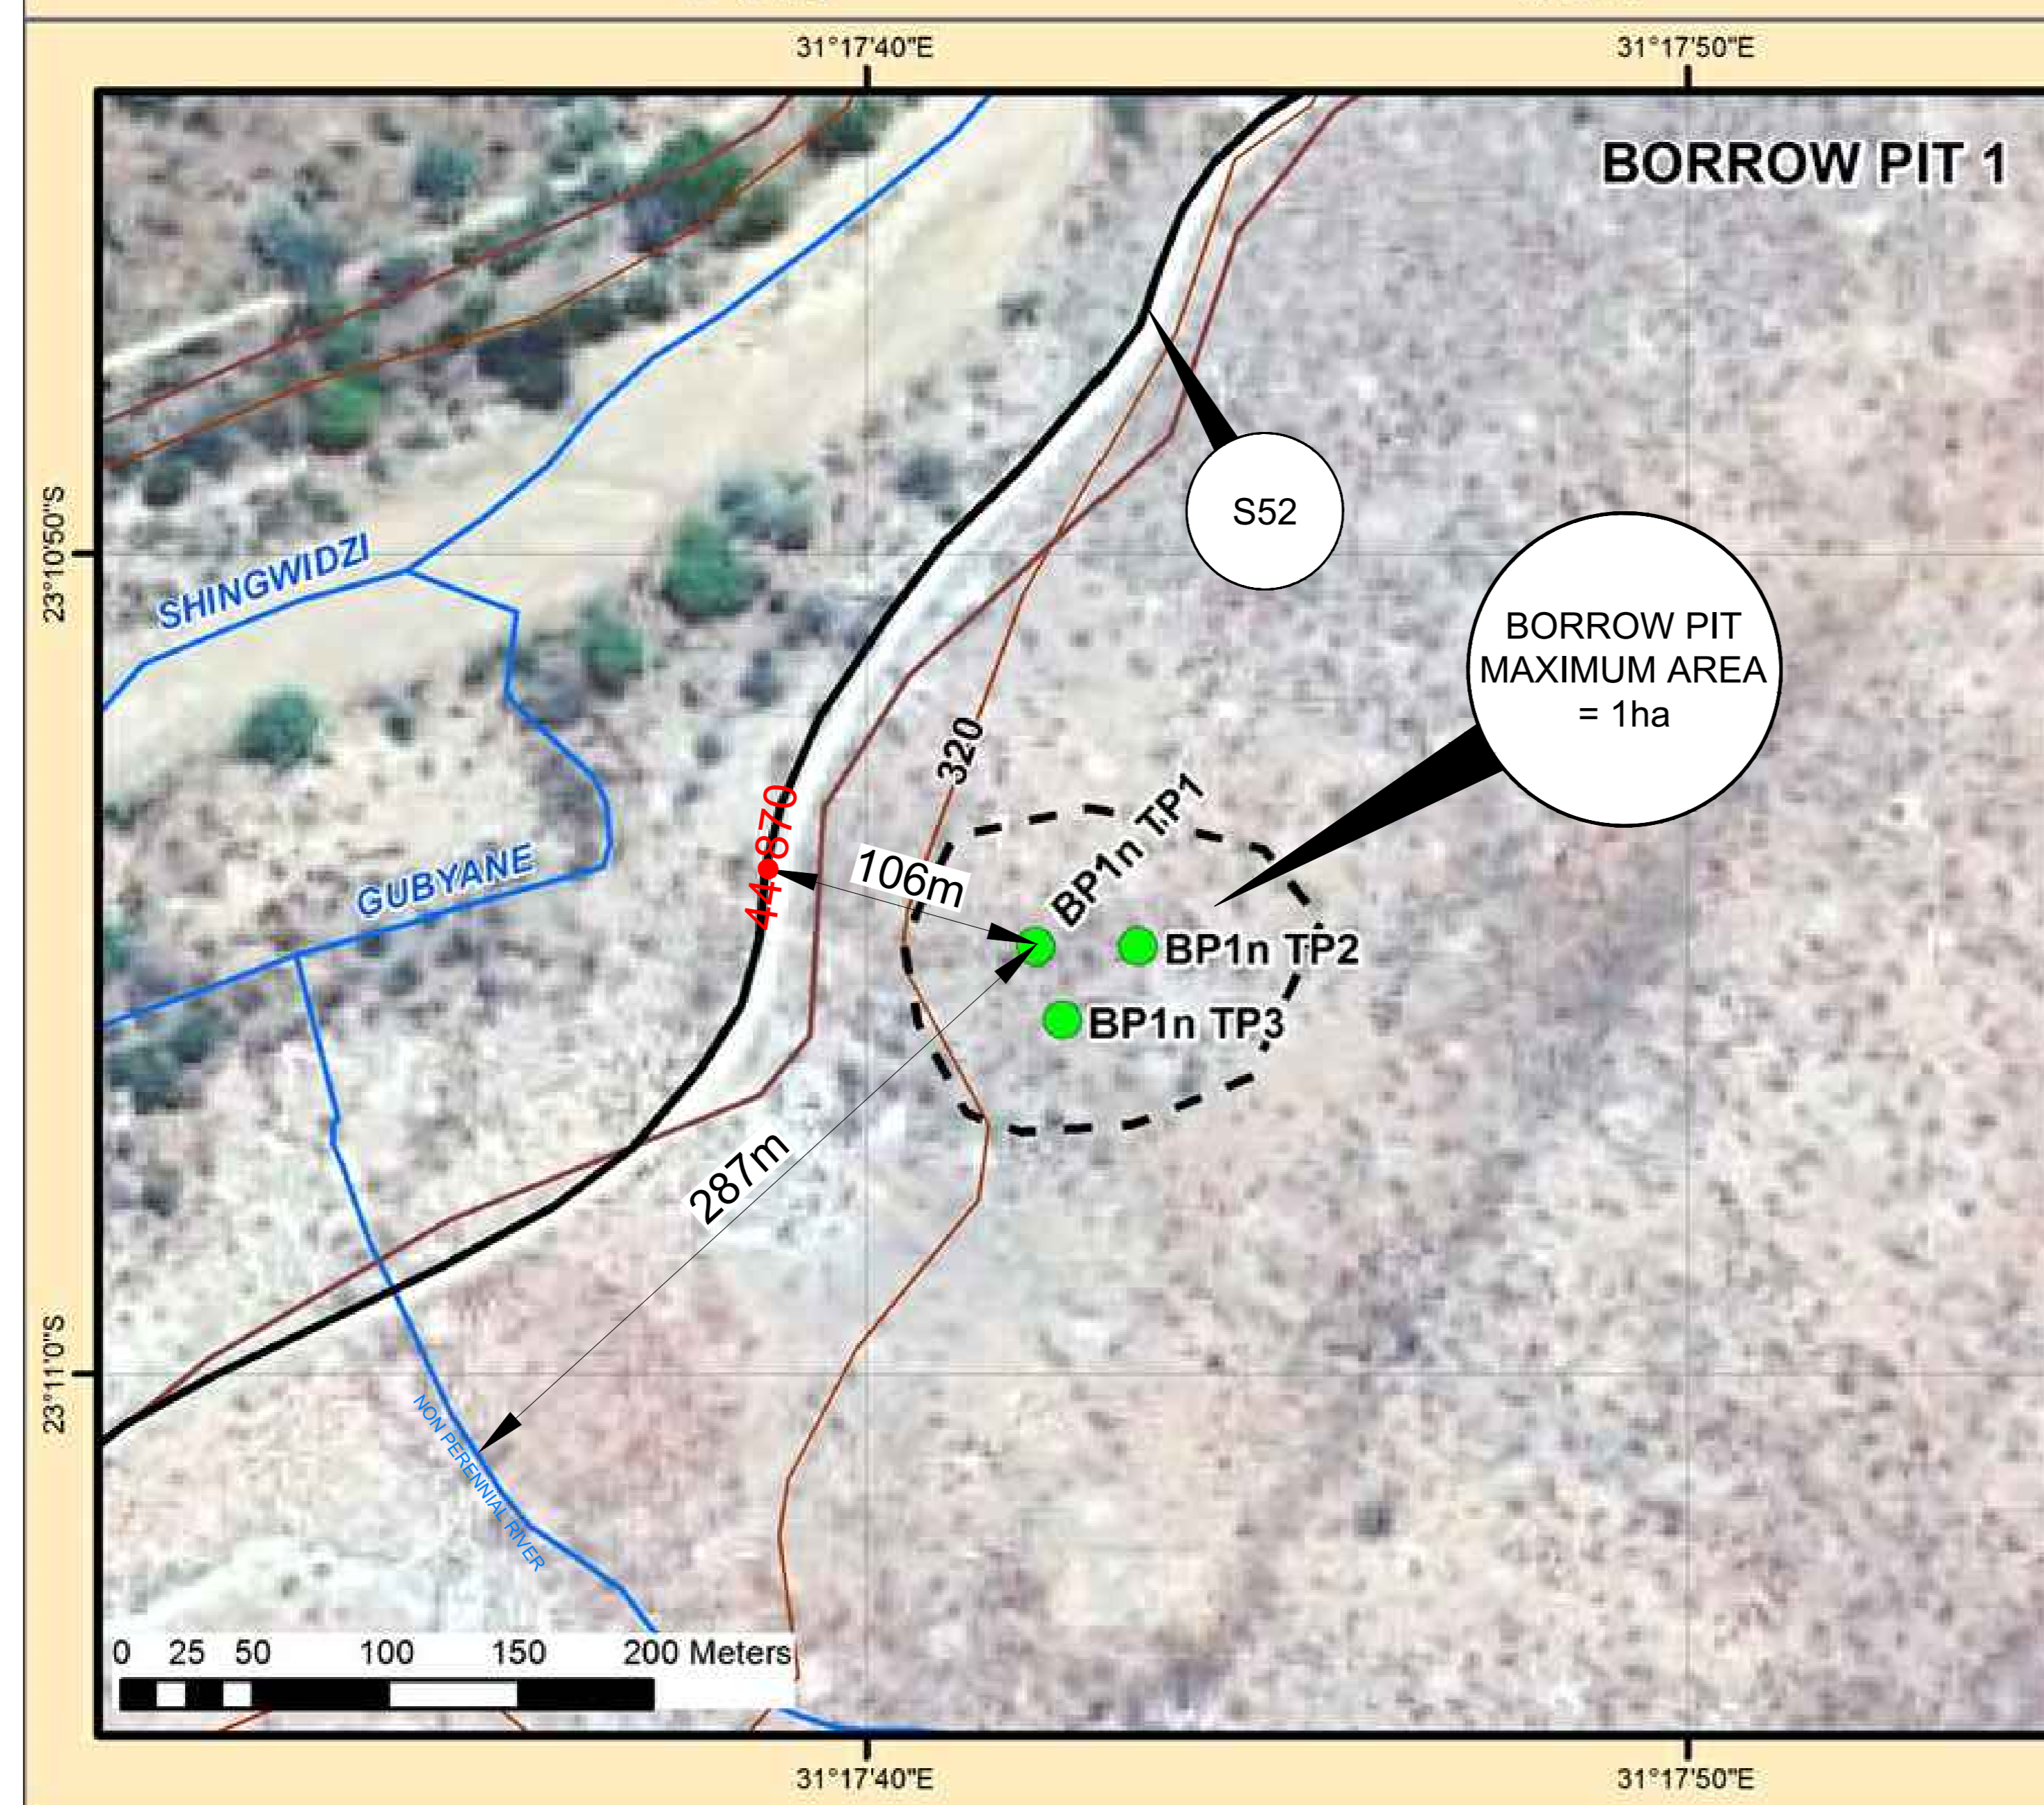 31°17'40"E
31°17'50"E
BORROW PIT 1
S52
23°10'50"S
SHINGWIDZI
BORROW PIT
MAXIMUM AREA
= 1ha
320
BP1n TP1
44 870
106m
GUBYANE
BP1n TP2
BP1n TP3
287m
23°11'0"S
NON PERENNIAL RIVER
0 25 50 100 150 200 Meters
31°17'40"E
31°17'50"E